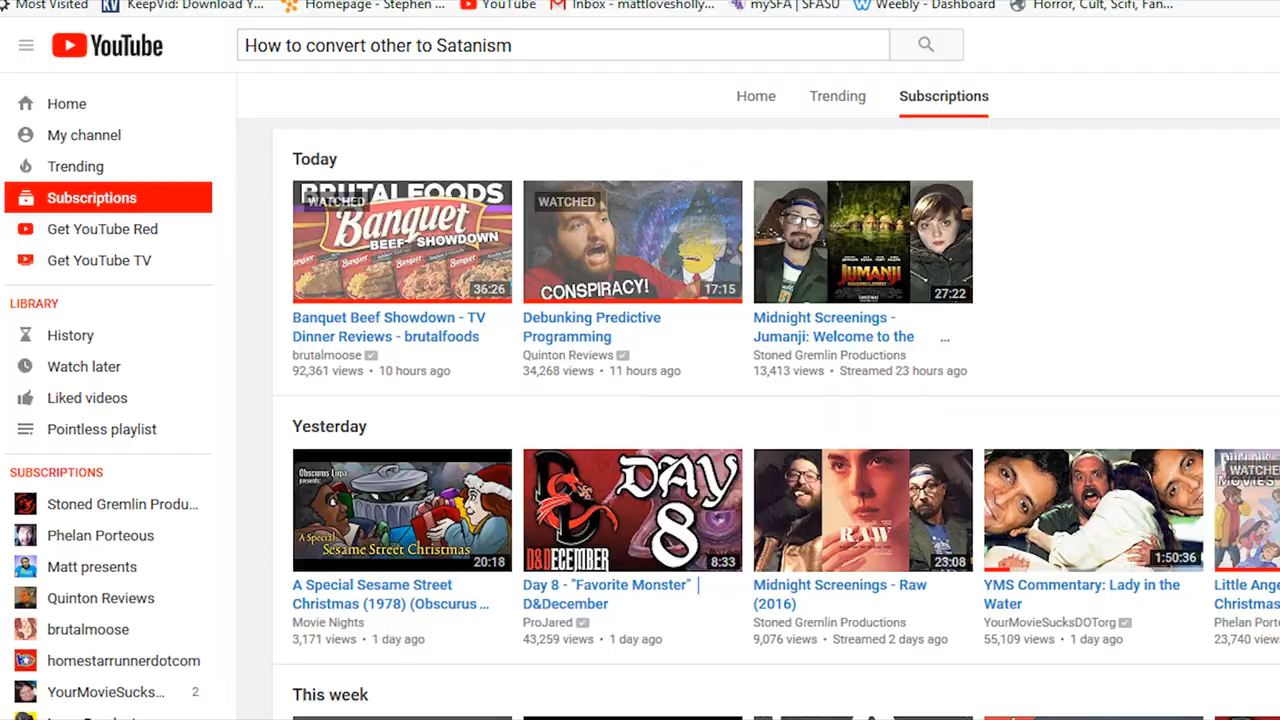 Most Visited KeepVid: Download Y... Homepage - Stephen ... YouTube Inbox - mattlovesholly... mySFA | SFASU Weebly - Dashboard Horror, Cult, Scifi, Fan...
YouTube
How to convert other to Satanism
Home
My channel
Trending
Subscriptions
Get YouTube Red
Get YouTube TV
LIBRARY
History
Watch later
Liked videos
Pointless playlist
SUBSCRIPTIONS
Stoned Gremlin Produ...
Phelan Porteous
Matt presents
Quinton Reviews
brutalmoose
homestarrunnerdotcom
YourMovieSucks... 2
Home Trending Subscriptions
Today
BRUTALFOODS
WATCHED
Banquet
BEEF SHOWDOWN
36:26
Banquet Beef Showdown - TV
Dinner Reviews - brutalfoods
brutalmoose
92,361 views • 10 hours ago
WATCHED
CONSPIRACY!
17:15
Debunking Predictive
Programming
Quinton Reviews
34,268 views • 11 hours ago
JUMANJI
27:22
Midnight Screenings -
Jumanji: Welcome to the ...
Stoned Gremlin Productions
13,413 views • Streamed 23 hours ago
Yesterday
Obscurus Lupa
presents:
A Special
Sesame Street Christmas
20:18
A Special Sesame Street
Christmas (1978) (Obscurus ...
Movie Nights
3,171 views • 1 day ago
DAY
8
D&DECEMBER
8:33
Day 8 - "Favorite Monster" |
D&December
ProJared
43,259 views • 1 day ago
RAW
23:08
Midnight Screenings - Raw
(2016)
Stoned Gremlin Productions
9,076 views • Streamed 2 days ago
1:50:36
YMS Commentary: Lady in the
Water
YourMovieSucksDOTorg
55,109 views • 1 day ago
WATCHE
MOVIES
Little Ange
Christmas
Phelan Port
23,740 view
This week